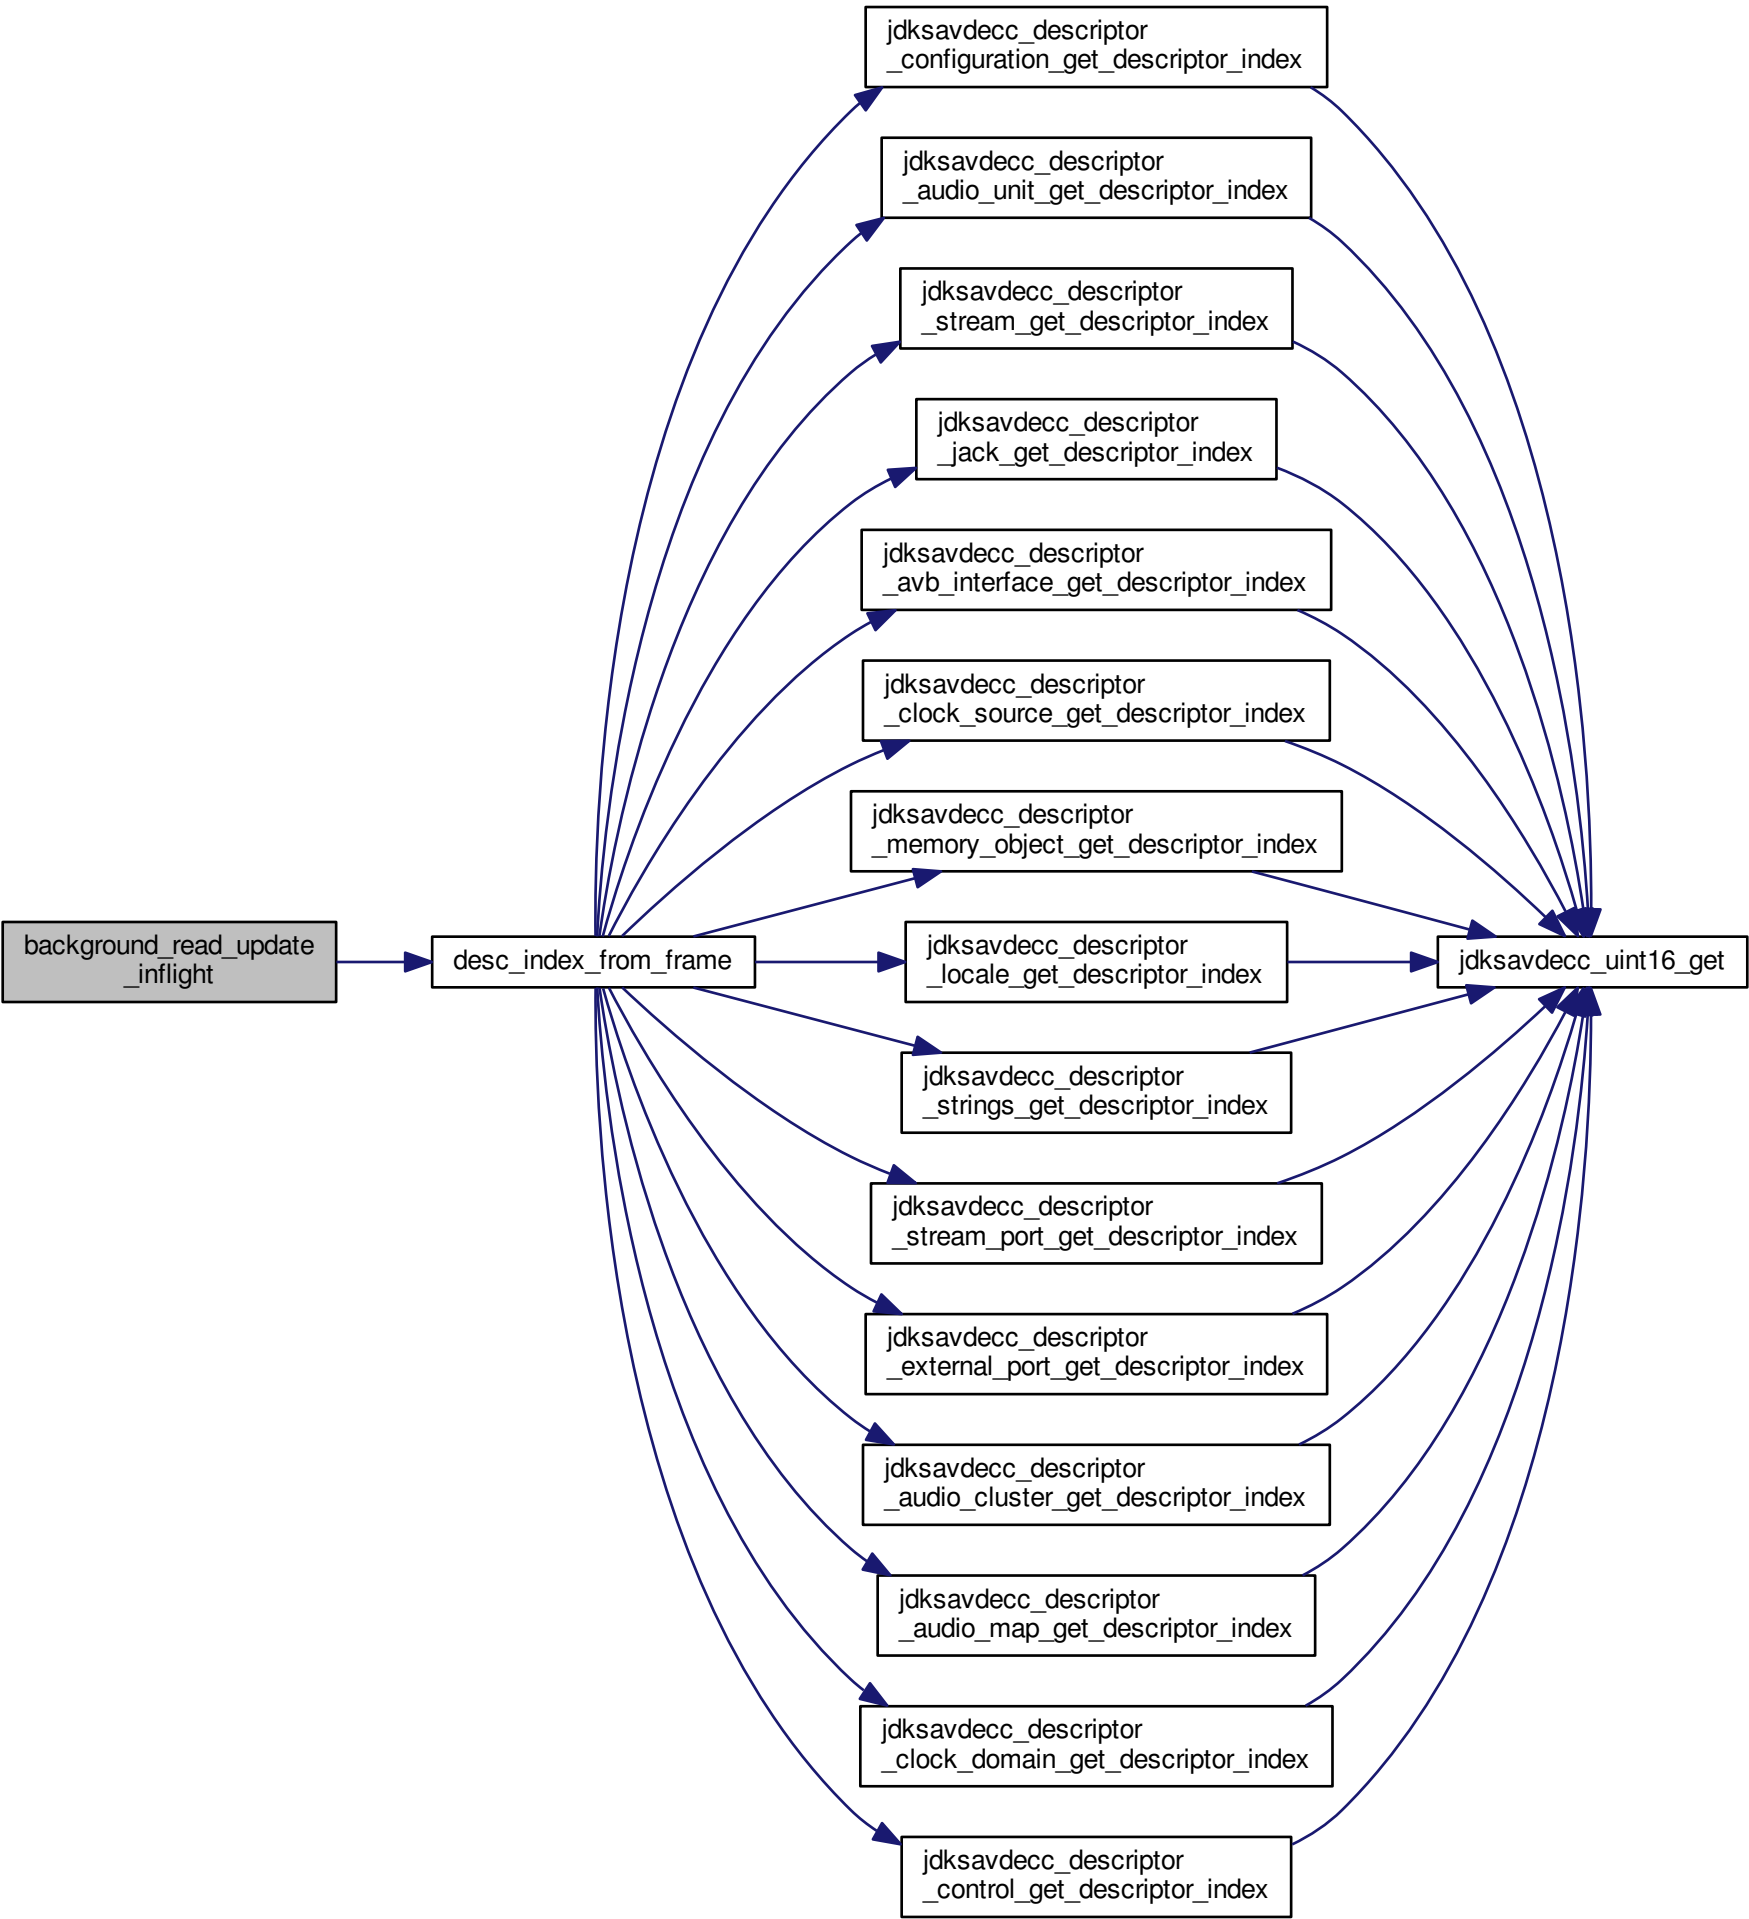 jdksavdecc_descriptor
_configuration_get_descriptor_index
jdksavdecc_descriptor
_audio_unit_get_descriptor_index
jdksavdecc_descriptor
_stream_get_descriptor_index
jdksavdecc_descriptor
_jack_get_descriptor_index
jdksavdecc_descriptor
_avb_interface_get_descriptor_index
jdksavdecc_descriptor
_clock_source_get_descriptor_index
jdksavdecc_descriptor
_memory_object_get_descriptor_index
background_read_update
_inflight
desc_index_from_frame
jdksavdecc_descriptor
_locale_get_descriptor_index
jdksavdecc_uint16_get
jdksavdecc_descriptor
_strings_get_descriptor_index
jdksavdecc_descriptor
_stream_port_get_descriptor_index
jdksavdecc_descriptor
_external_port_get_descriptor_index
jdksavdecc_descriptor
_audio_cluster_get_descriptor_index
jdksavdecc_descriptor
_audio_map_get_descriptor_index
jdksavdecc_descriptor
_clock_domain_get_descriptor_index
jdksavdecc_descriptor
_control_get_descriptor_index